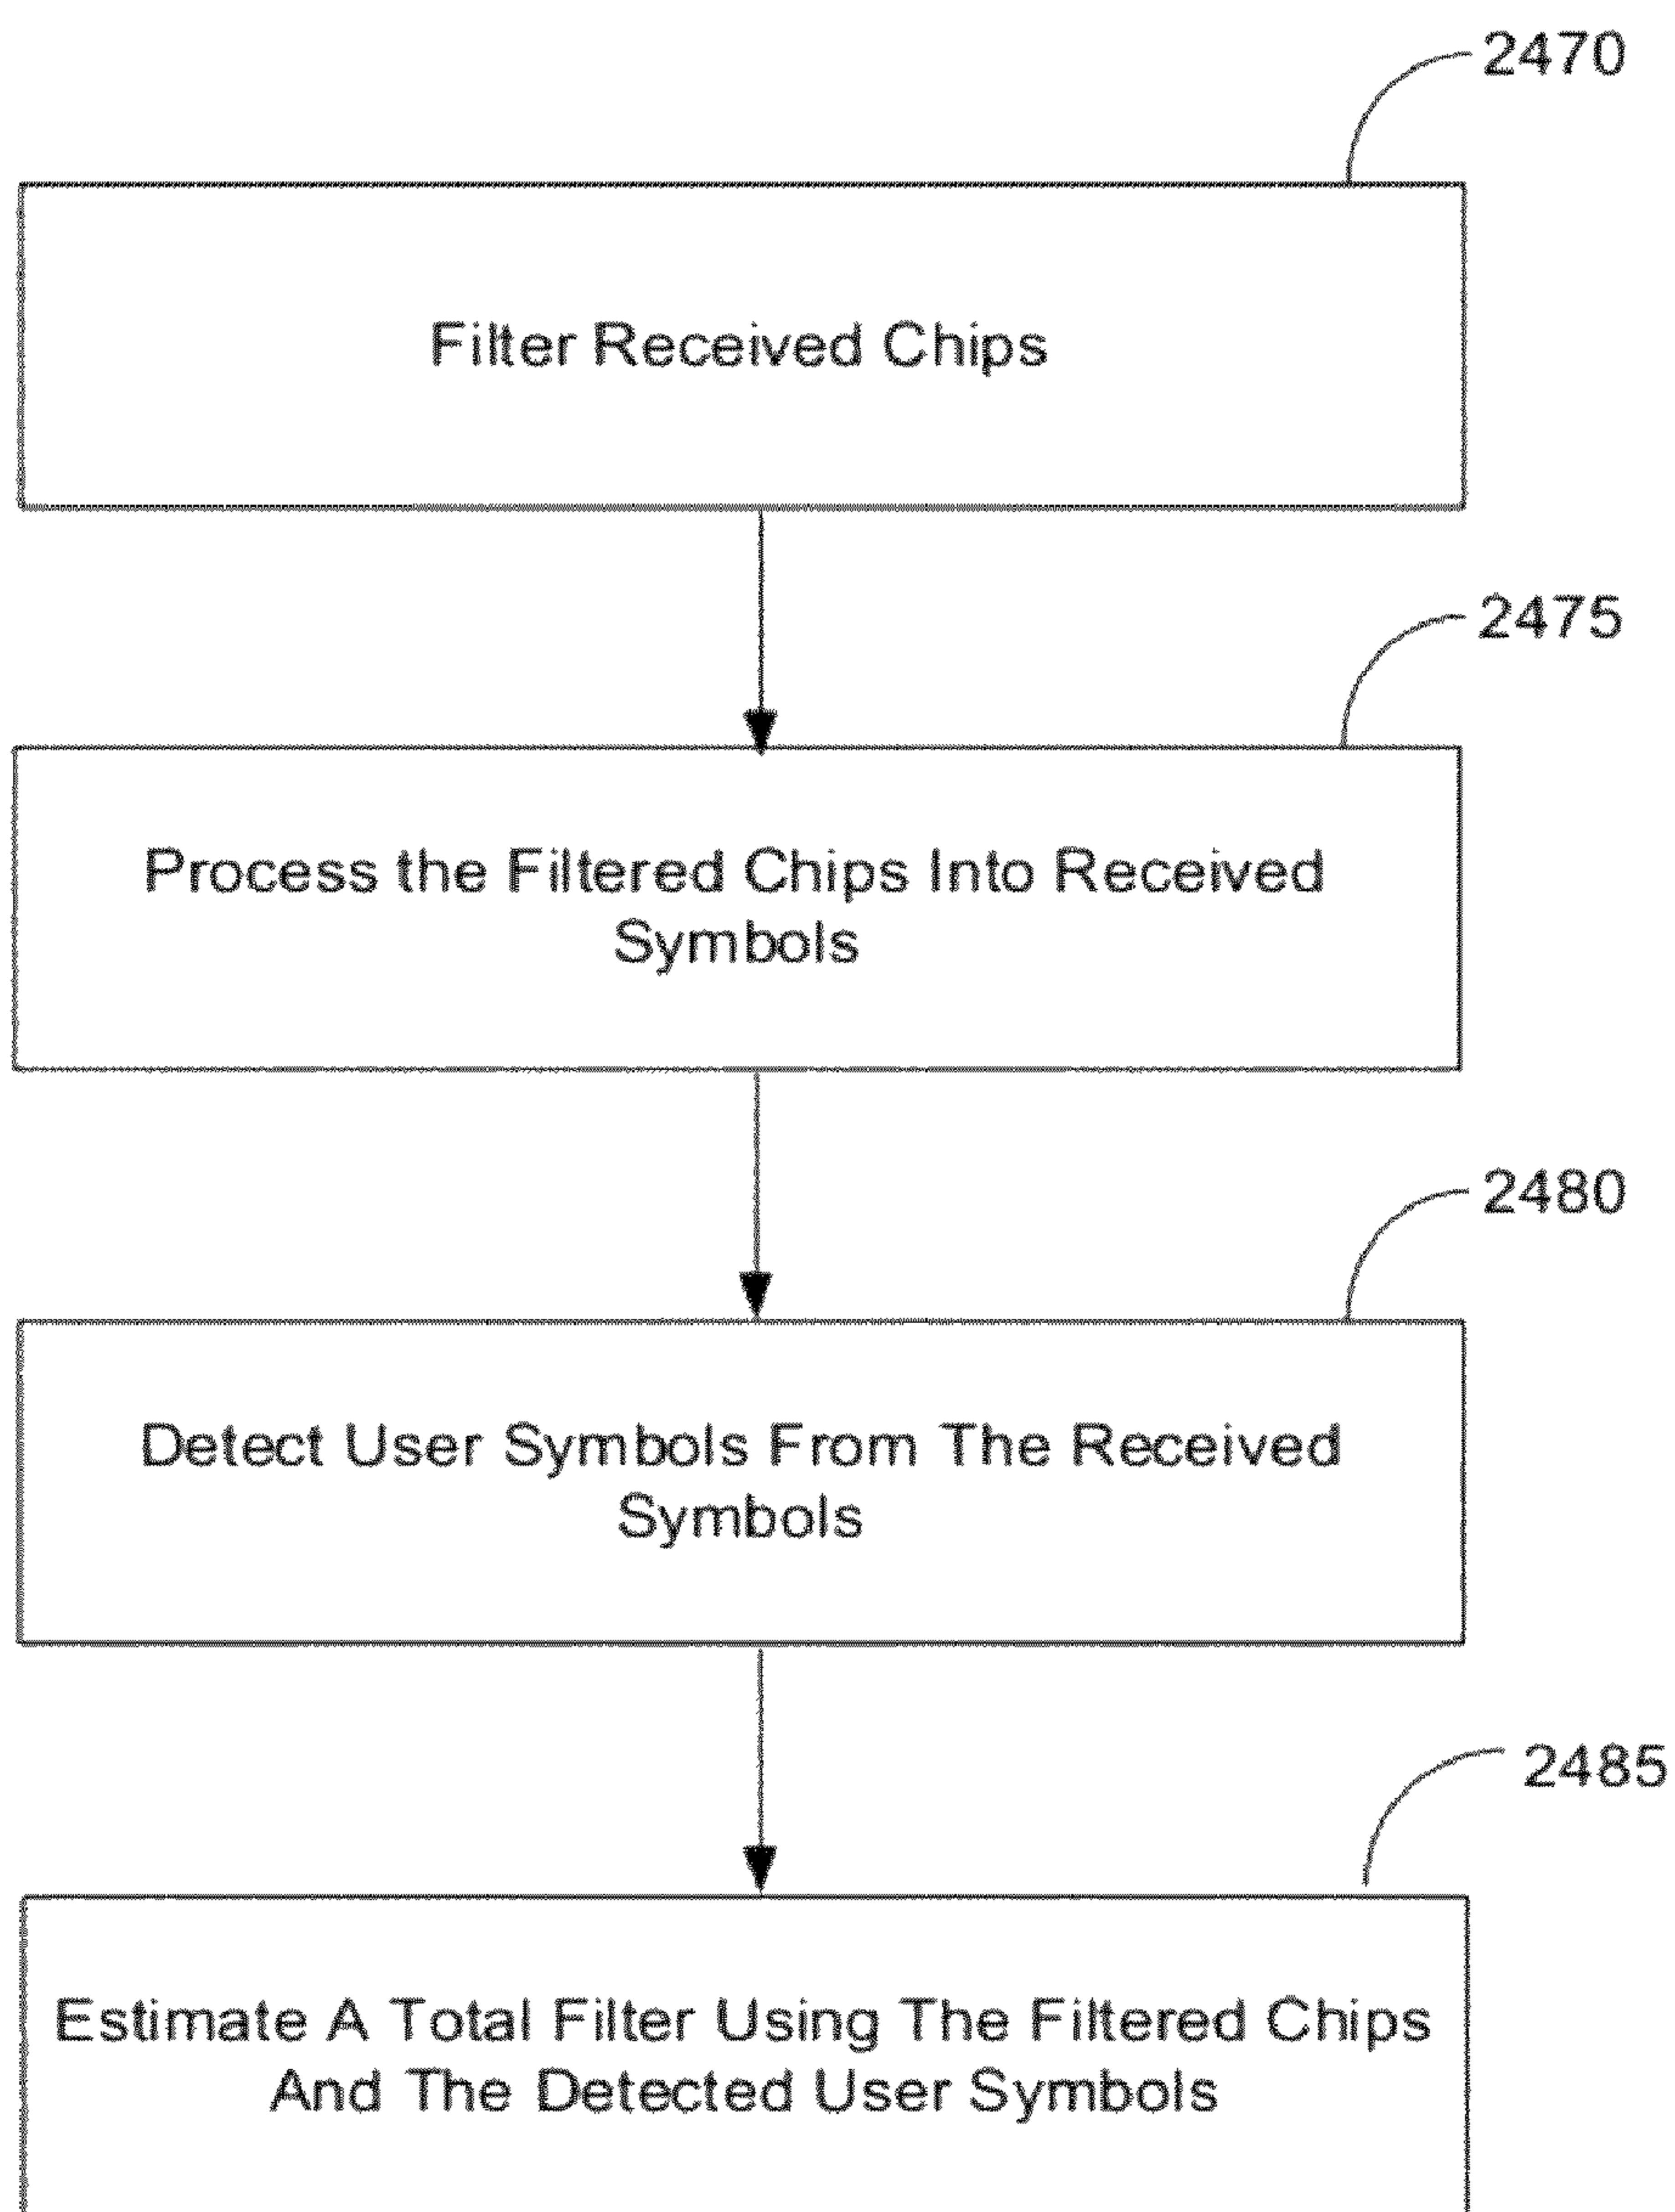 2470
Filter Received Chips
2475
Process the Filtered Chips Into Received
Symbols
2480
Detect User Symbols From The Received
Symbols
2485
Estimate A Total Filter Using The Filtered Chips
And The Detected User Symbols